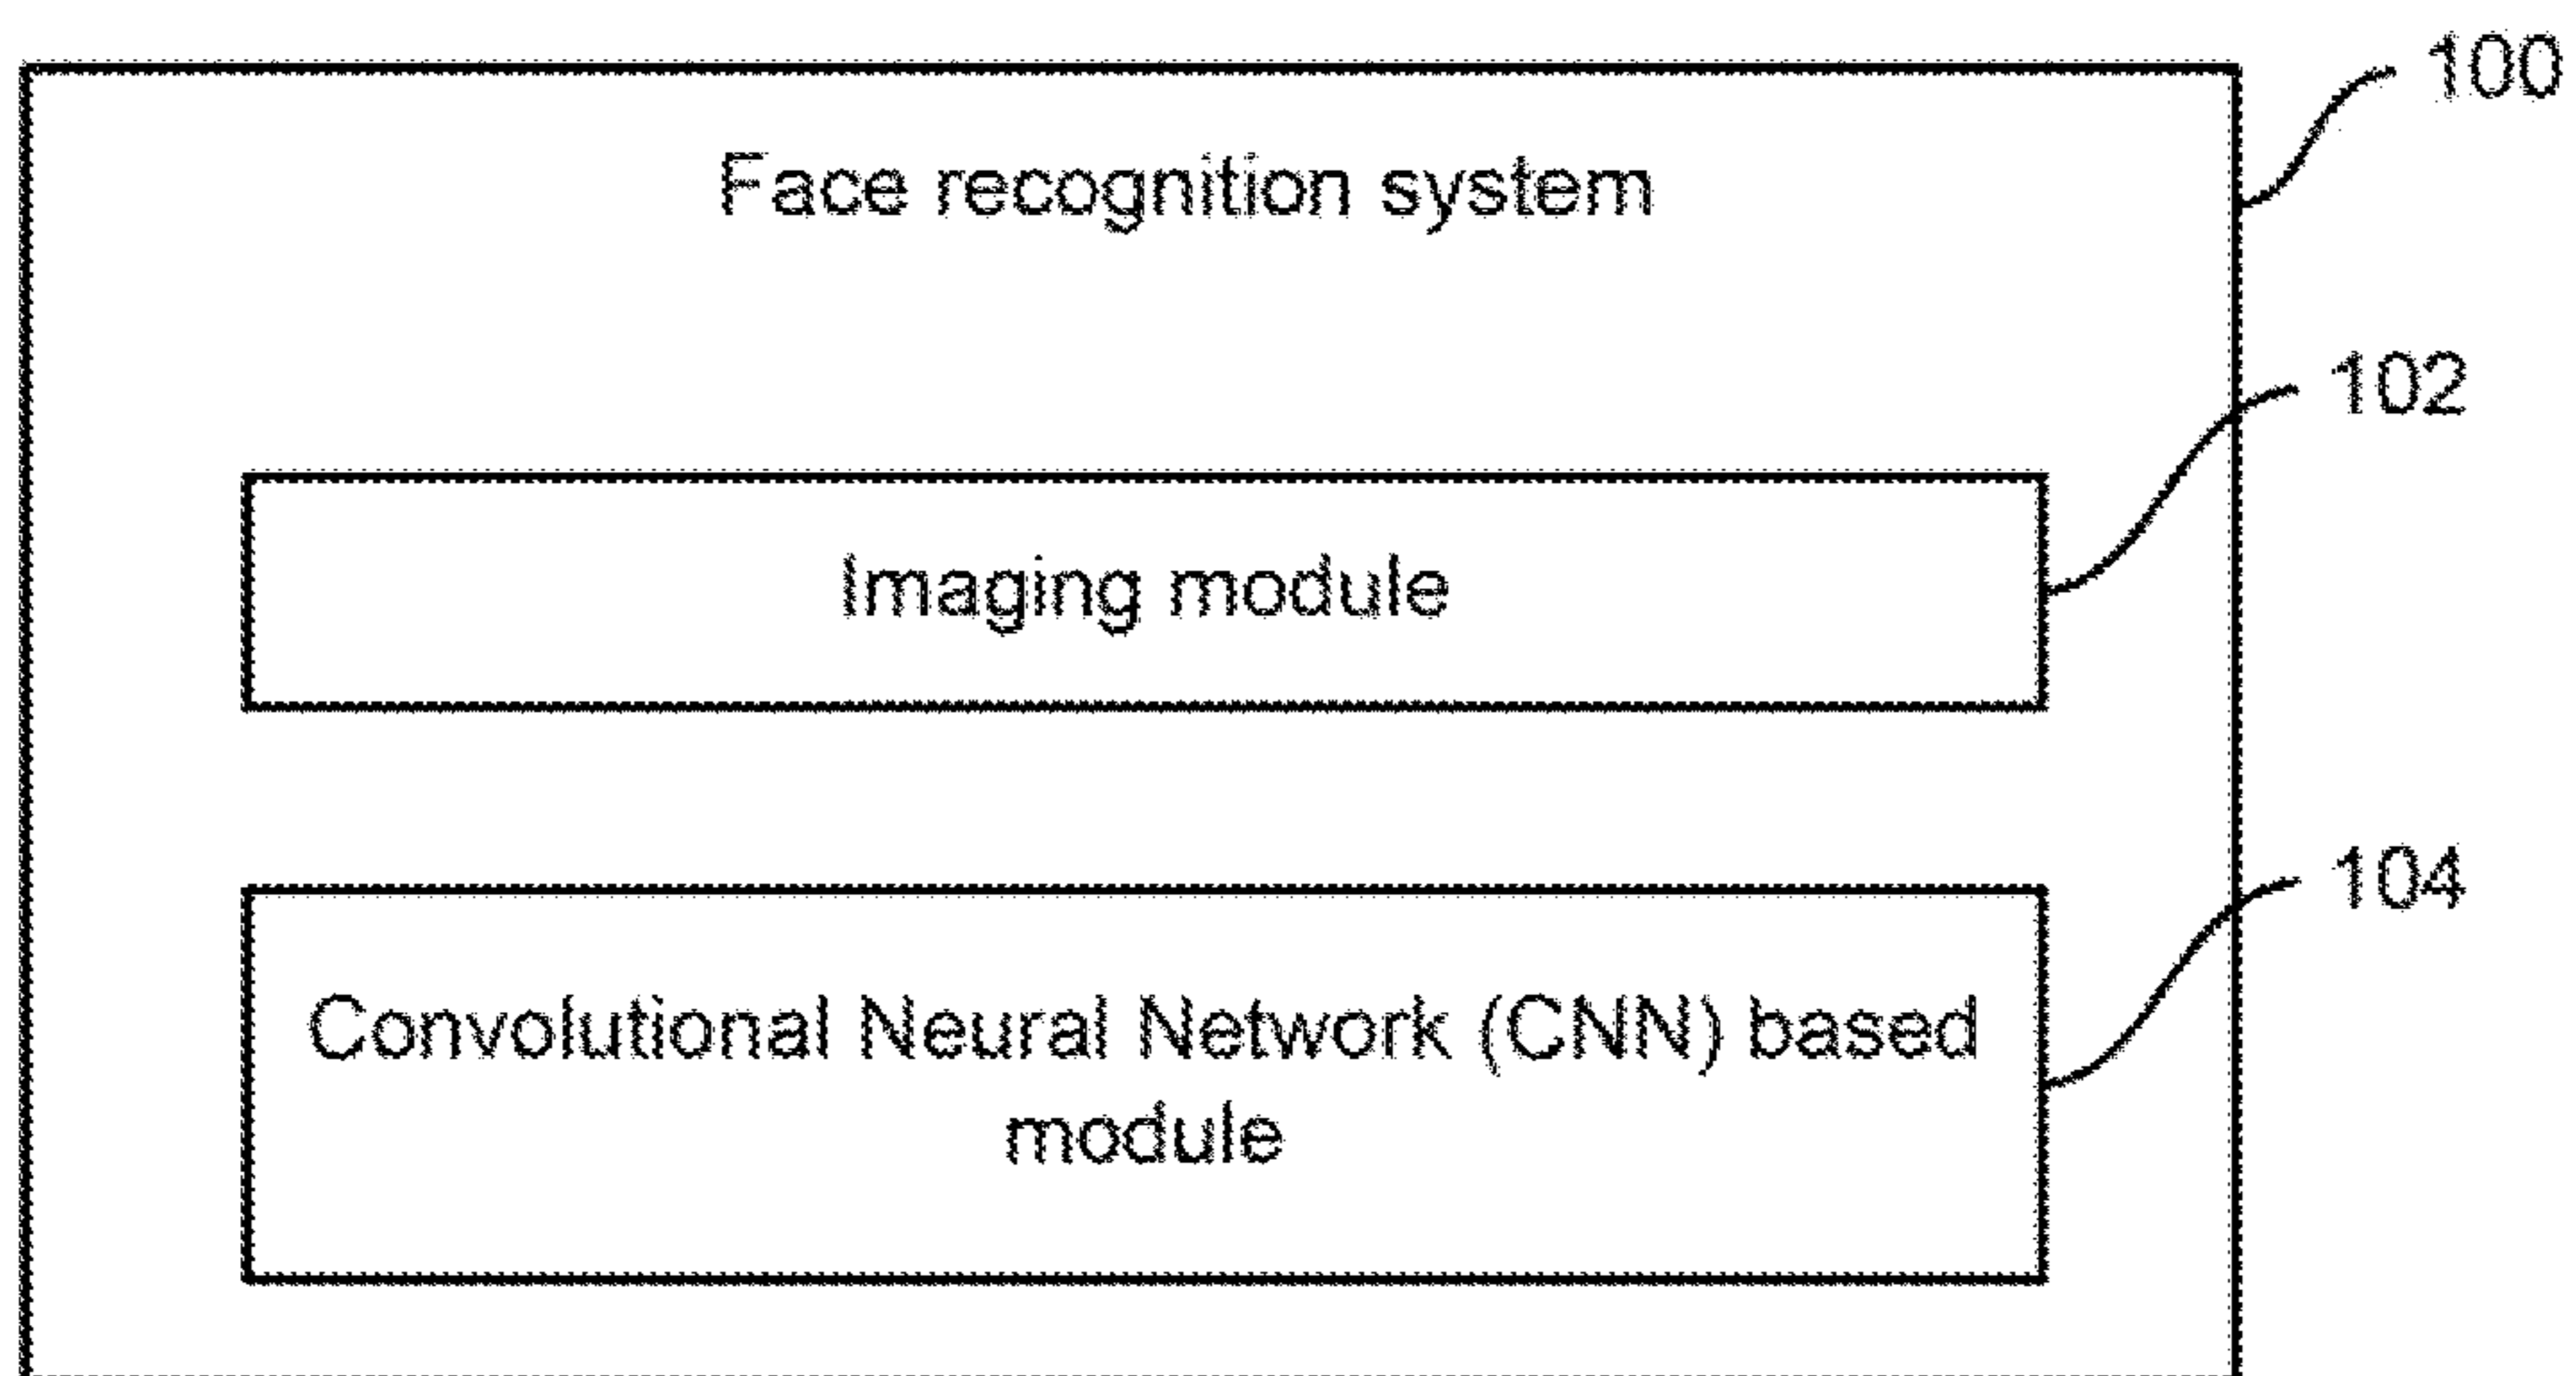 100
Face recognition system
102
Imaging module
104
Convolutional Neural Network (CNN) based
module